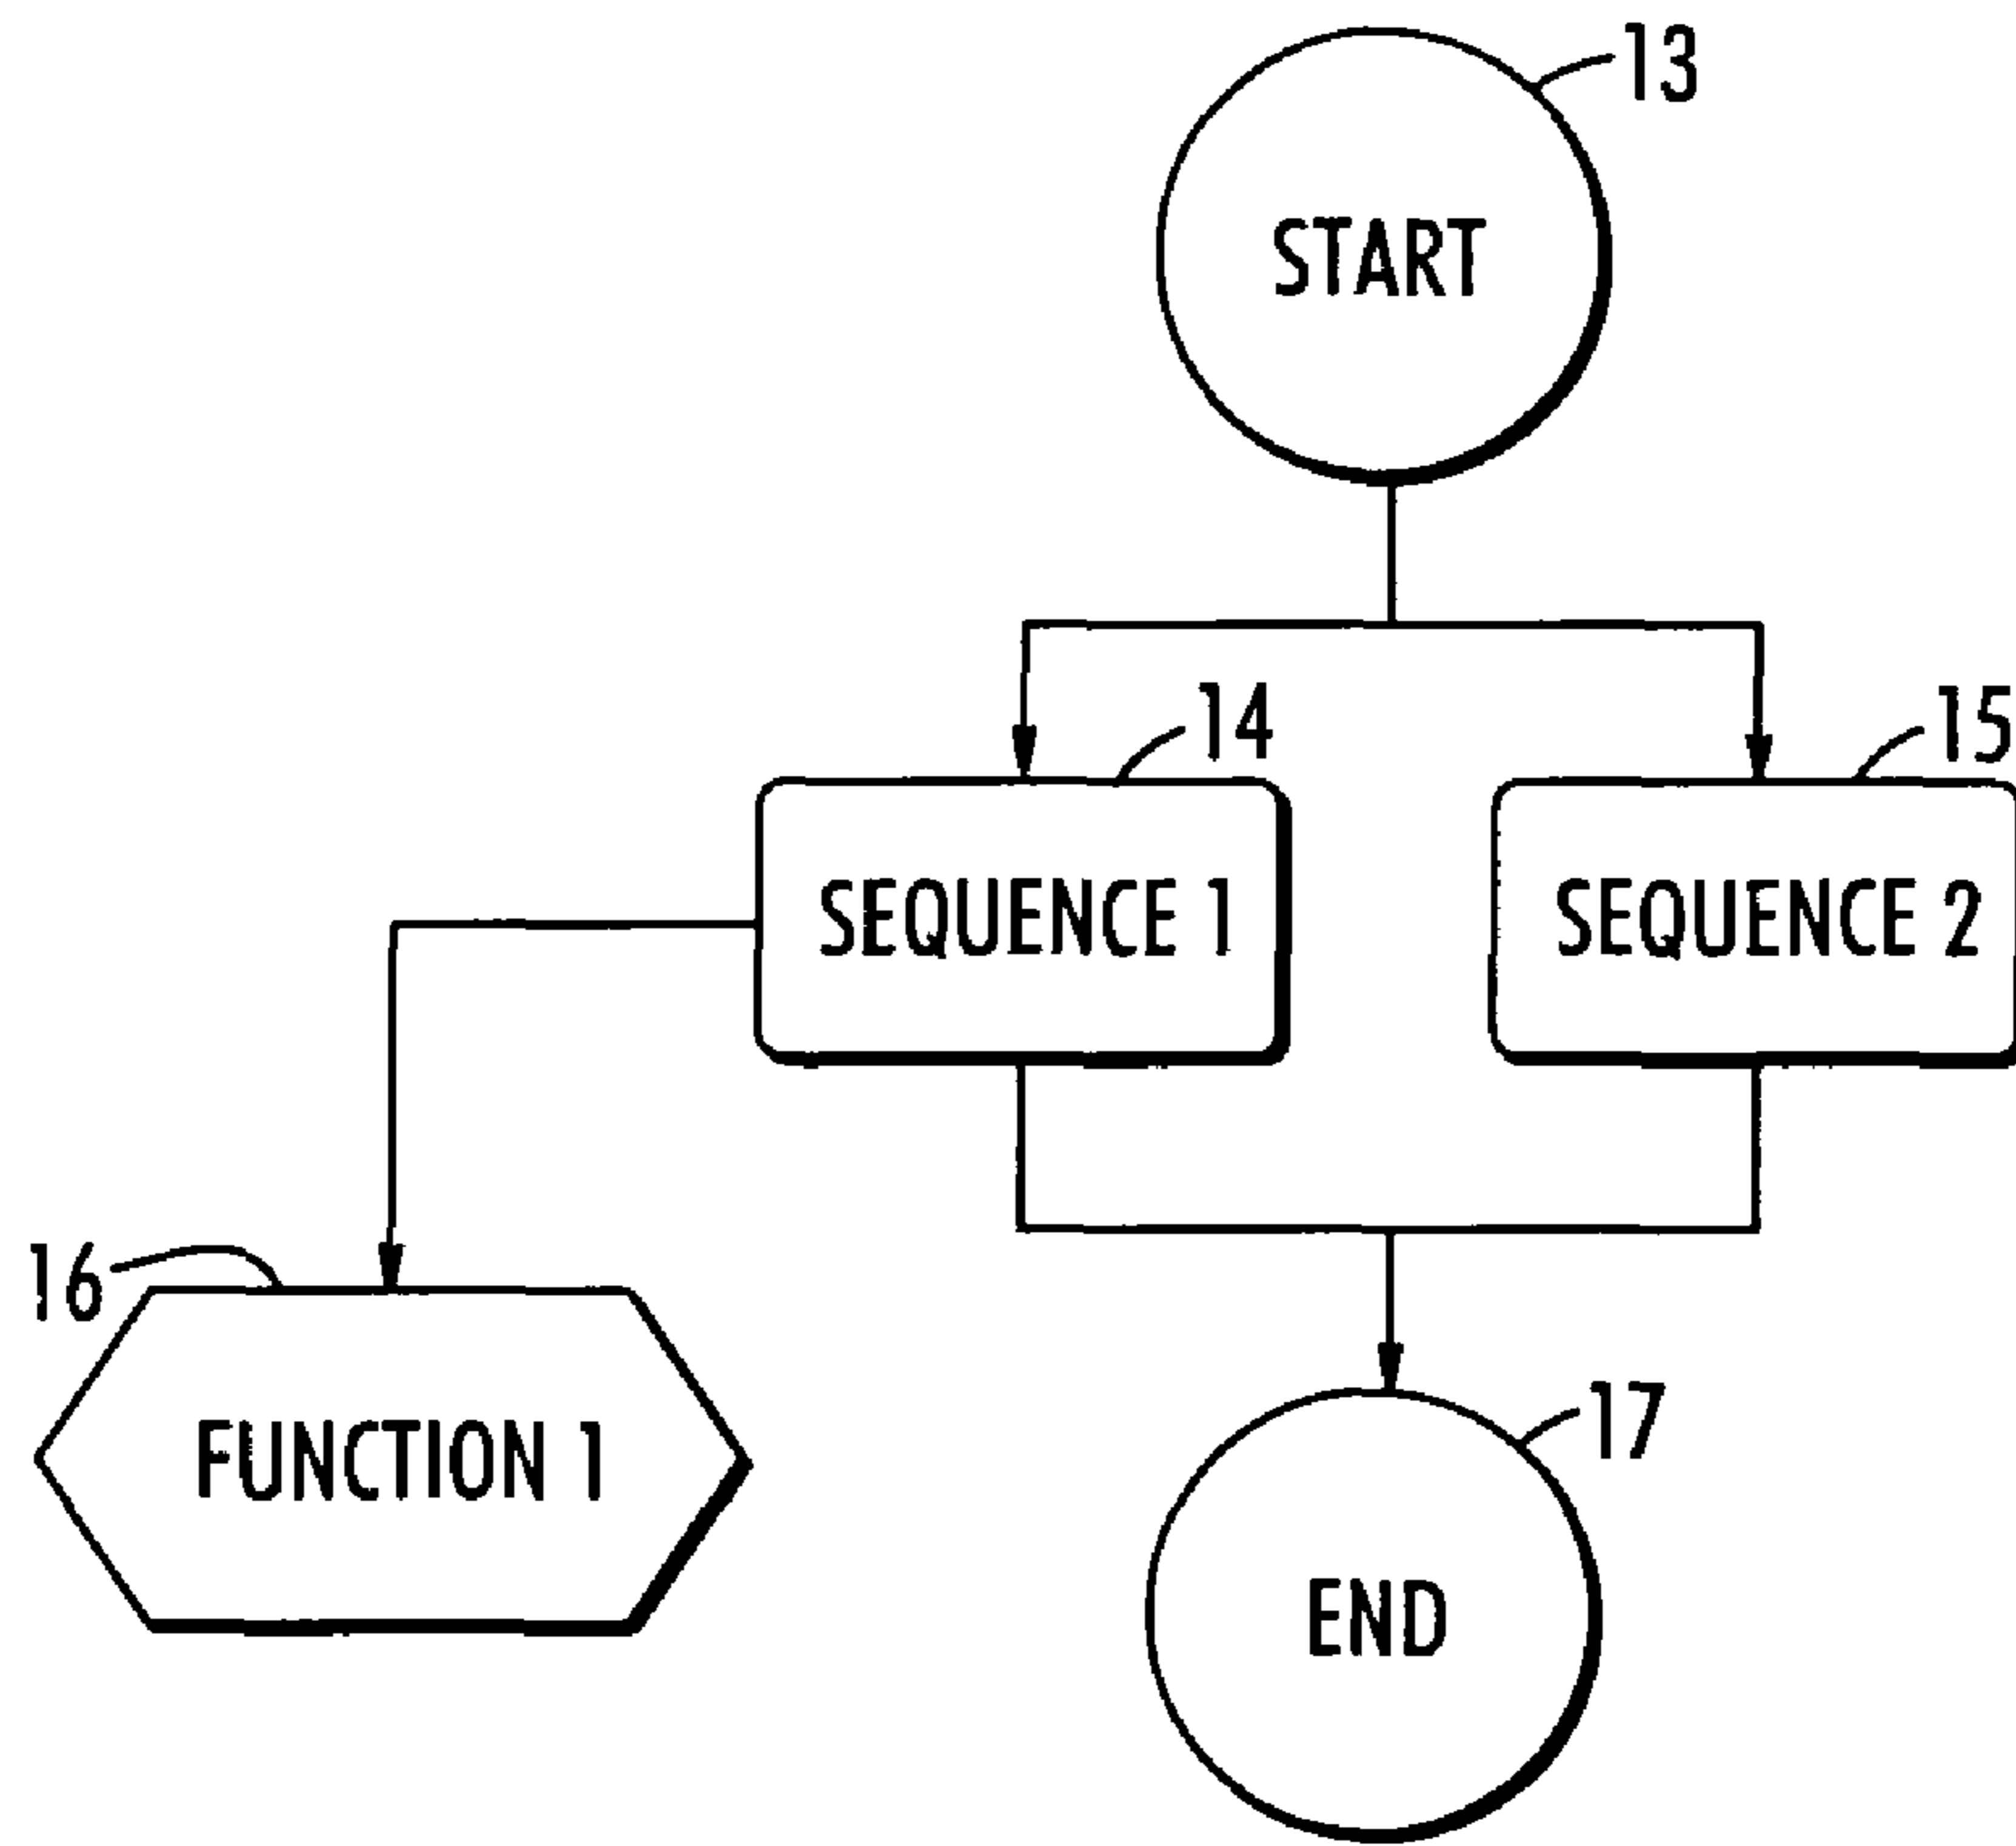 13
START
14
15
SEQUENCE 1
SEQUENCE 2
16
FUNCTION 1
17
END